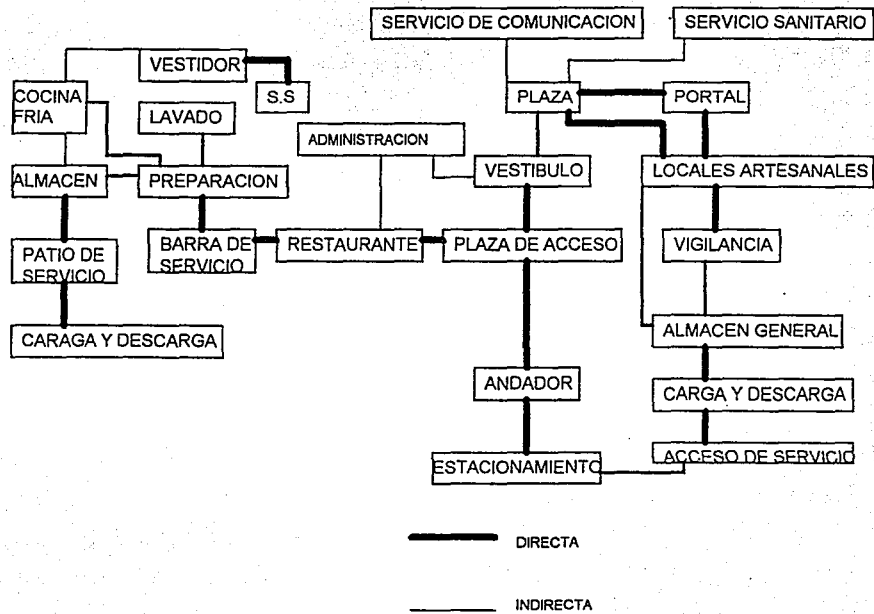 SERVICIO DE COMUNICACION
SERVICIO SANITARIO
VESTIDOR
S.S
COCINA
FRIA
LAVADO
PLAZA
PORTAL
ADMINISTRACION
ALMACEN
PREPARACION
VESTIBULO
LOCALES ARTESANALES
PATIO DE
SERVICIO
BARRA DE
SERVICIO
RESTAURANTE
PLAZA DE ACCESO
VIGILANCIA
CARAGA Y DESCARGA
ALMACEN GENERAL
ANDADOR
CARGA Y DESCARGA
ESTACIONAMIENTO
ACCESO DE SERVICIO
DIRECTA
INDIRECTA